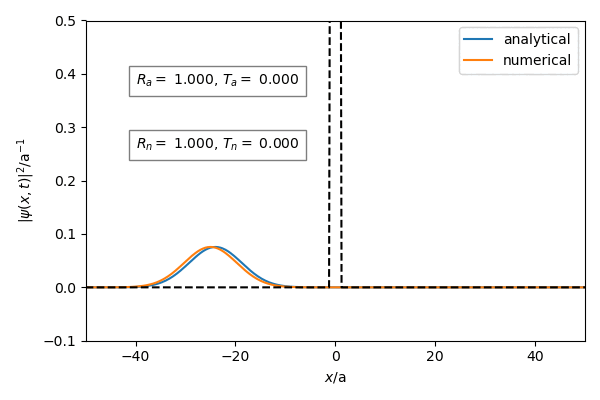 0.5
analytical
numerical
0.4
R_a = 1.000, T_a = 0.000
0.3
R_n = 1.000, T_n = 0.000
0.2
0.1
0.0
−0.1
|ψ(x, t)|²/a⁻¹
−40 −20 0 20 40
x/a